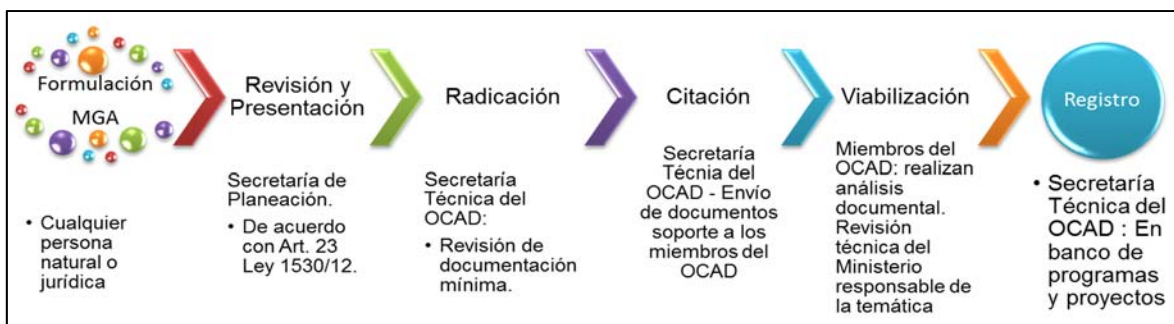 Formulación
MGA
• Cualquier
persona
natural o
jurídica
Revisión y
Presentación
Secretaría de
Planeación.
• De acuerdo
con Art. 23
Ley 1530/12.
Radicación
Secretaría
Técnica del
OCAD:
• Revisión de
documentación
mínima.
Citación
Secretaría
Técnia del
OCAD - Envío
de documentos
soporte a los
miembros del
OCAD
Viabilización
Miembros del
OCAD: realizan
análisis
documental.
Revisión
técnica del
Ministerio
responsable de
la temática
Registro
• Secretaría
Técnica del
OCAD : En
banco de
programas
y proyectos